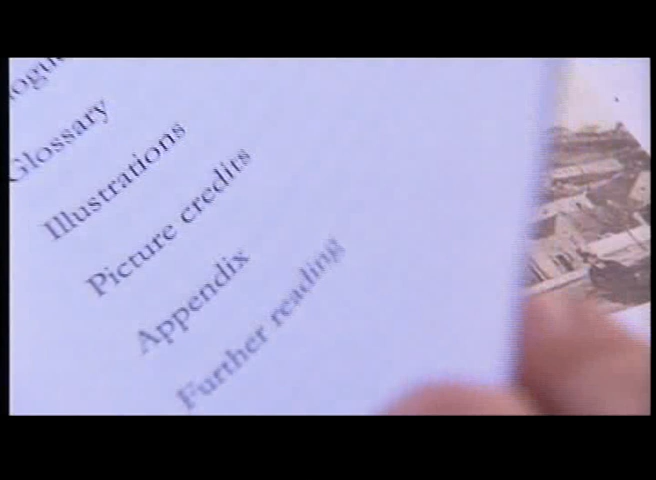 Glossary
Illustrations
Picture credits
Appendix
Further reading